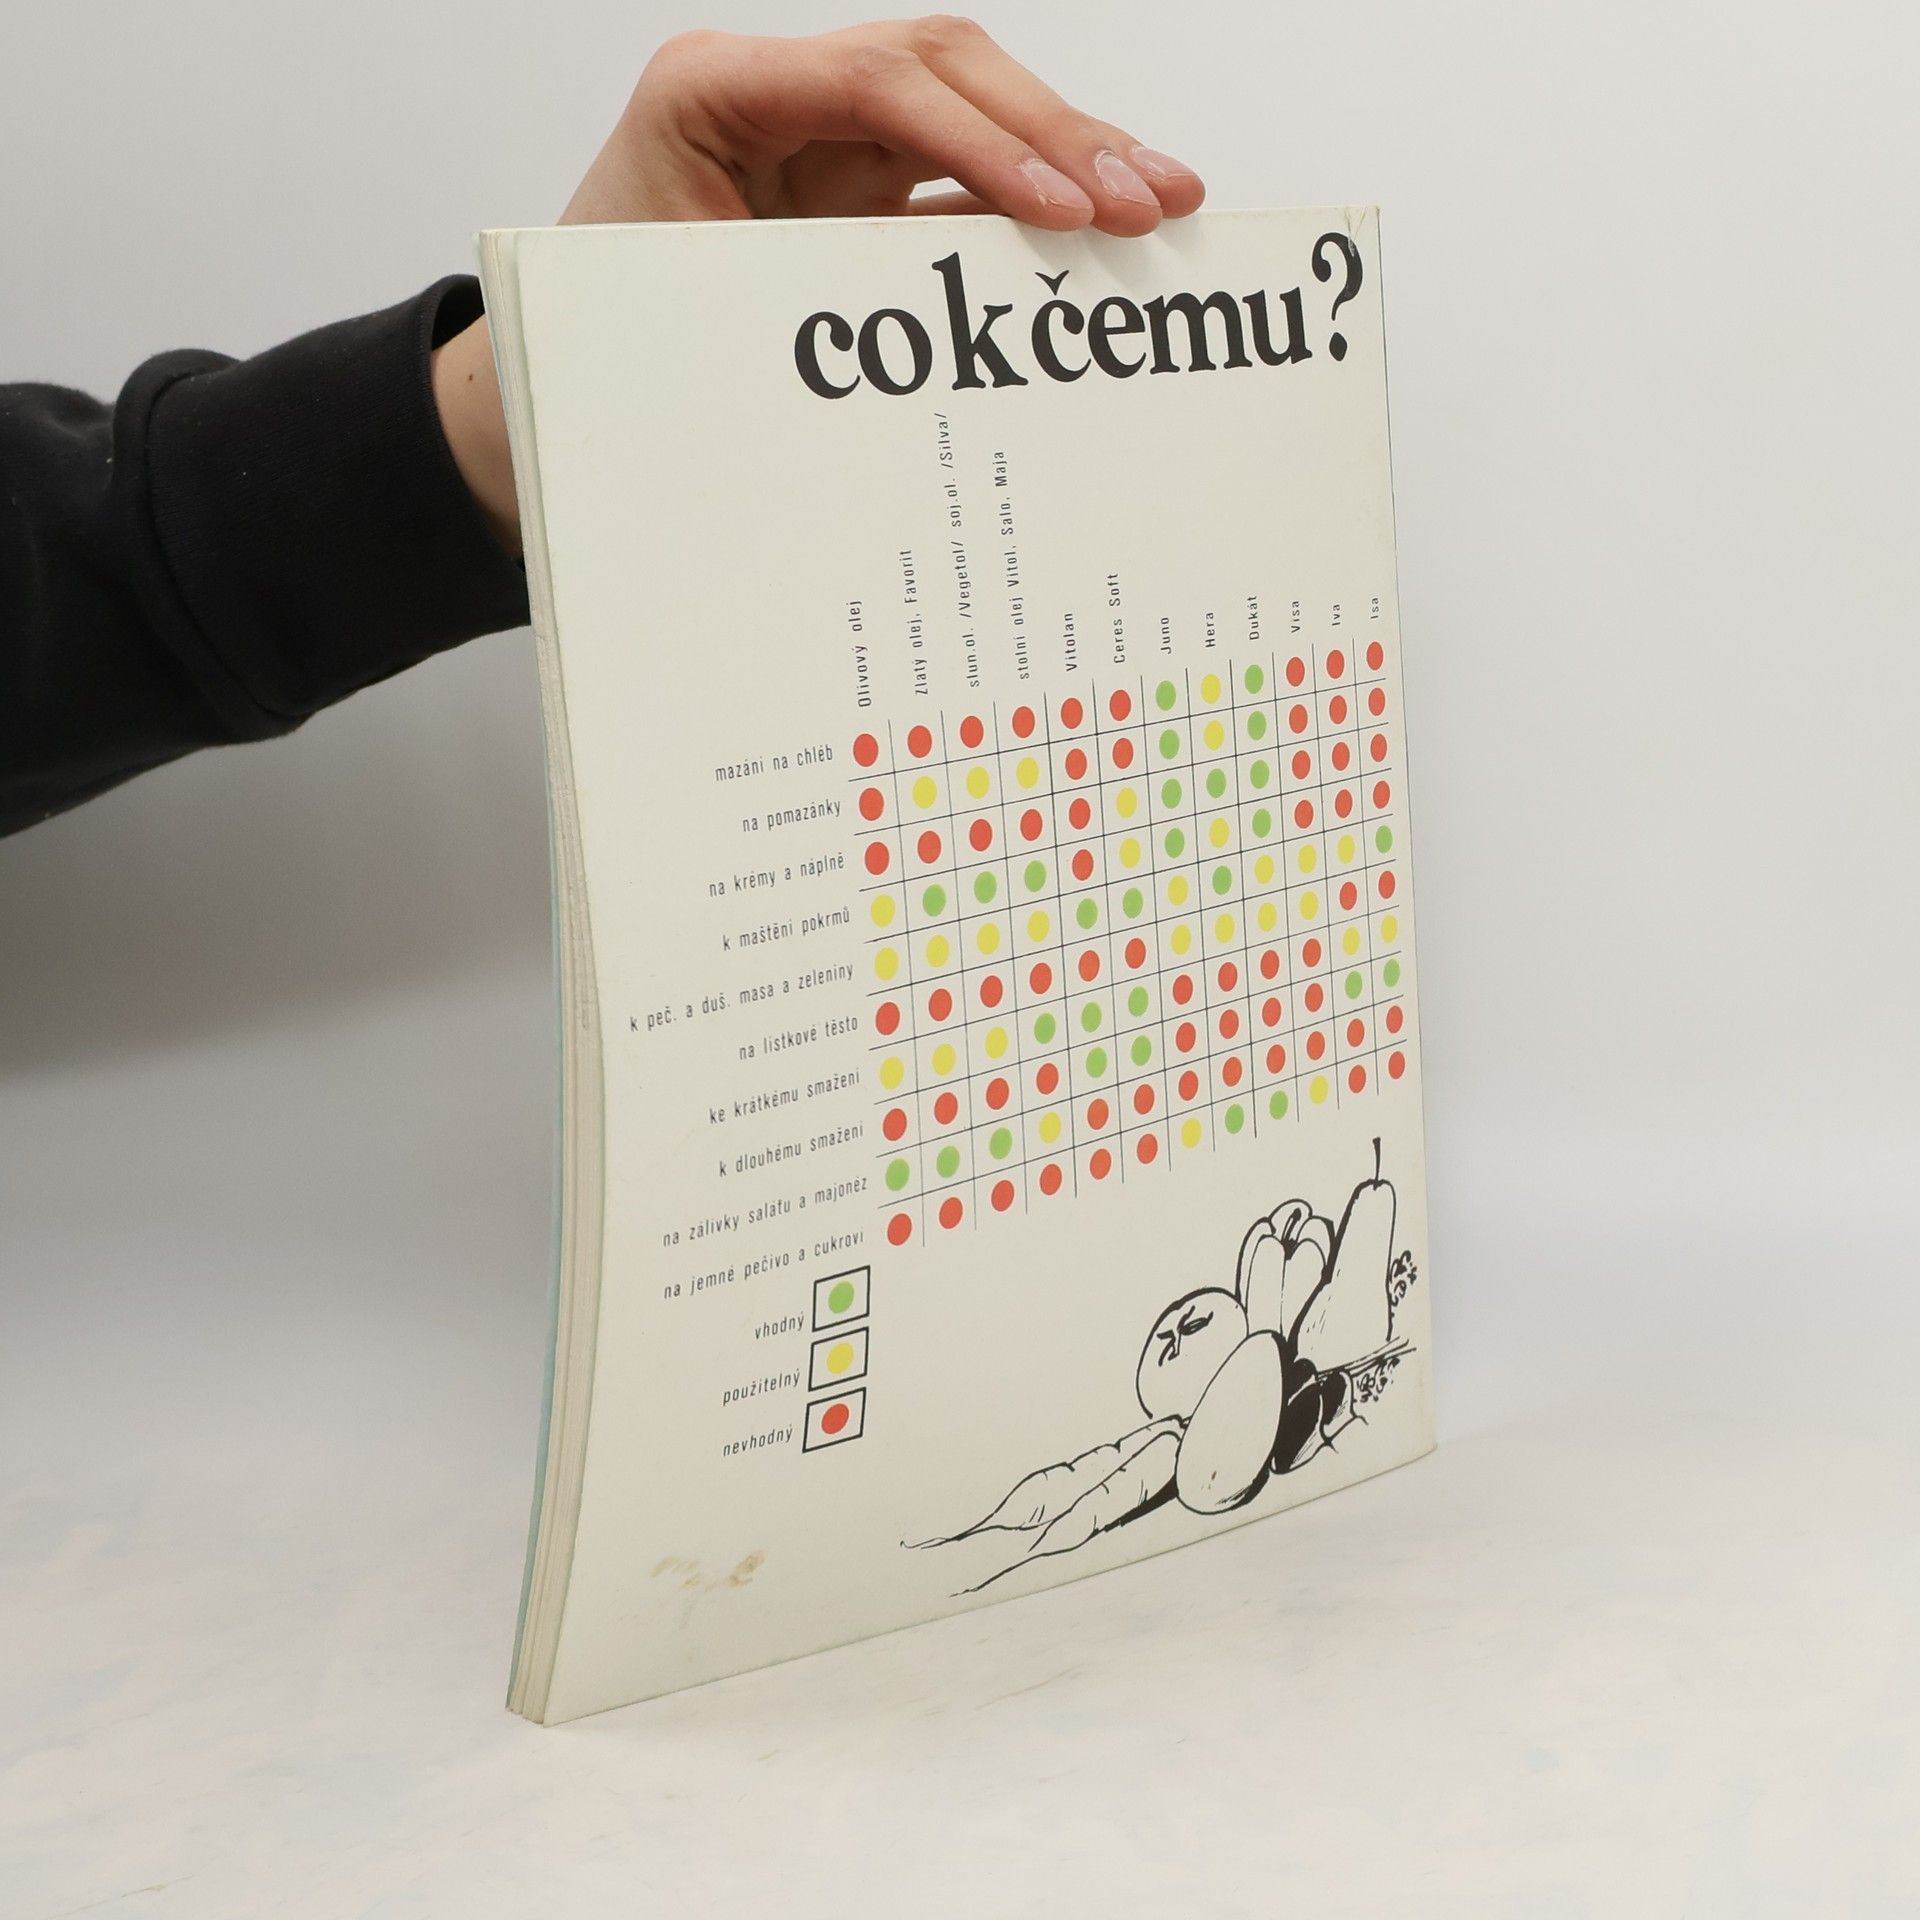 co k čemu?
Olivový olej
Zlatý olej, Favorit
slun.ol. /Vegetol/ soj.ol. /Silva/
stolní olej Vitol, Salo, Maja
Vitolan
Ceres Soft
Juno
Hera
Dukát
Visa
Iva
Isa
mazání na chléb
na pomazánky
na krémy a náplně
k maštění pokrmů
k peč. a duš. masa a zeleniny
na listkové těsto
ke krátkému smažení
k dlouhému smažení
na zálivky salátu a majonéz
na jemné pečivo a cukroví
vhodný
použitelný
nevhodný